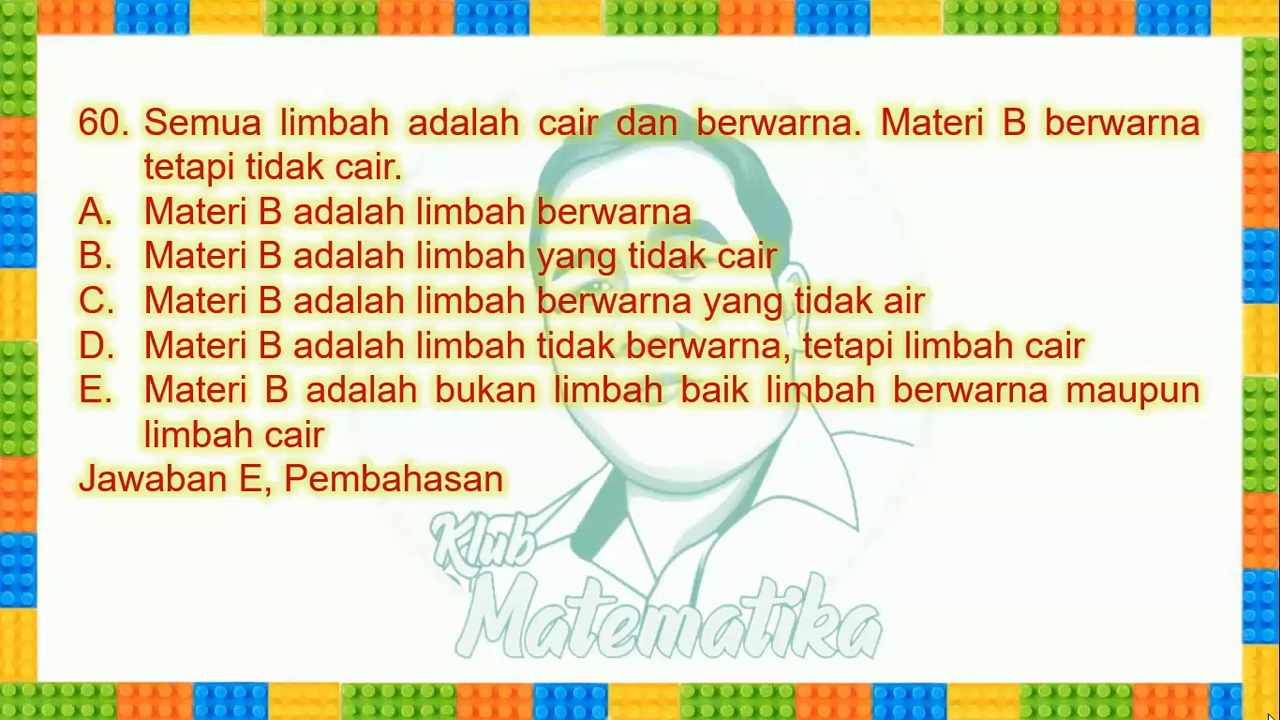 60. Semua limbah adalah cair dan berwarna. Materi B berwarna
tetapi tidak cair.
A. Materi B adalah limbah berwarna
B. Materi B adalah limbah yang tidak cair
C. Materi B adalah limbah berwarna yang tidak air
D. Materi B adalah limbah tidak berwarna, tetapi limbah cair
E. Materi B adalah bukan limbah baik limbah berwarna maupun
limbah cair
Jawaban E, Pembahasan
Klub
Matematika